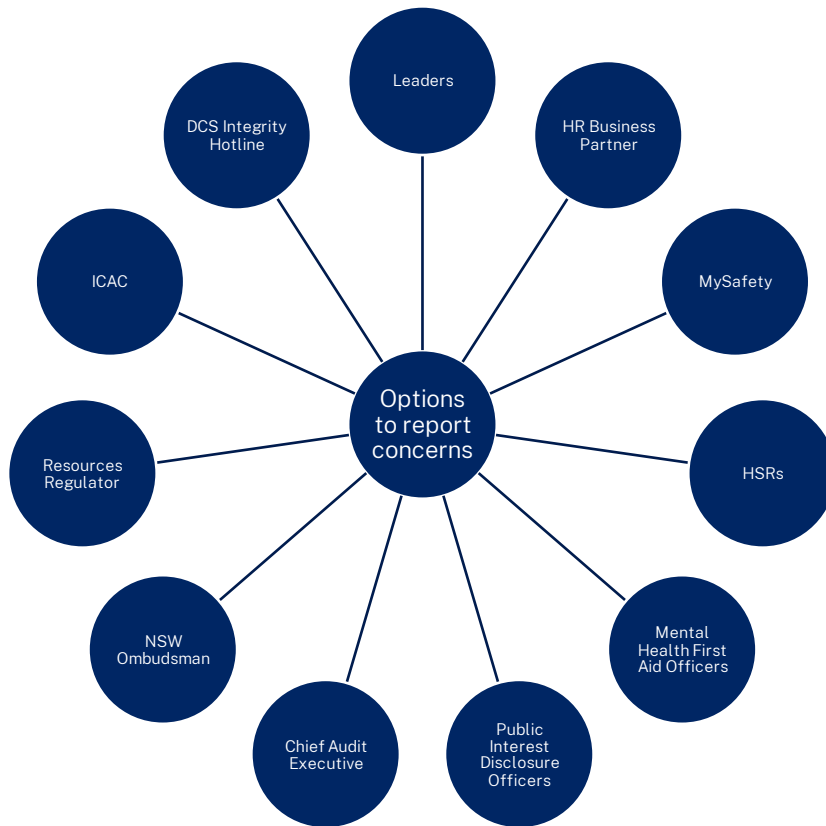 Leaders
DCS Integrity
Hotline
HR Business
Partner
ICAC
MySafety
Options
to report
concerns
Resources
Regulator
HSRs
NSW
Ombudsman
Mental
Health First
Aid Officers
Chief Audit
Executive
Public
Interest
Disclosure
Officers